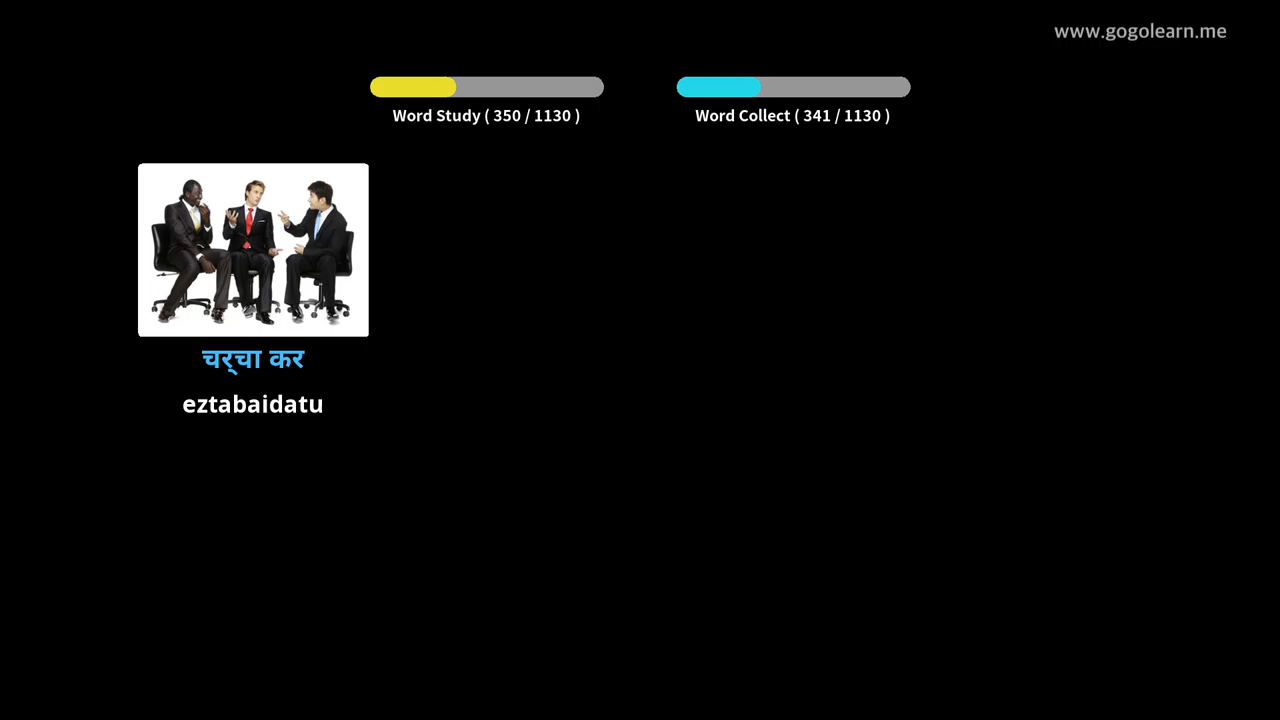 www.gogolearn.me
Word Study ( 350 / 1130 )
Word Collect ( 341 / 1130 )
चर्‌चा कर
eztabaidatu